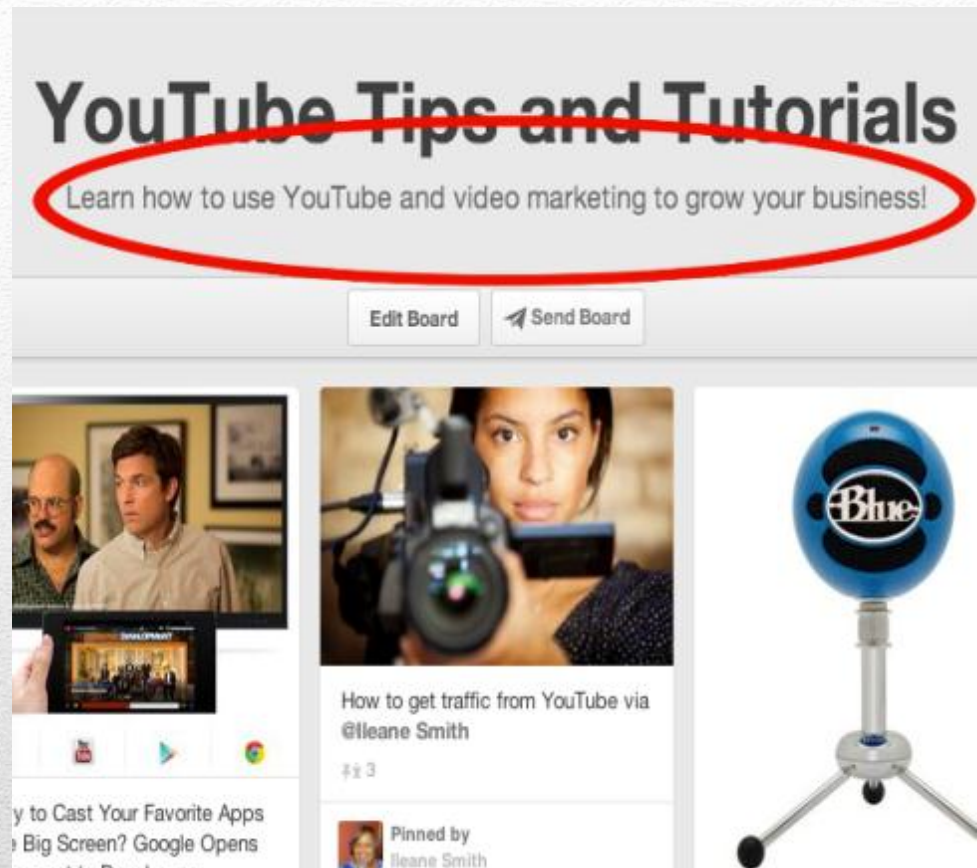 YouTube Tips and Tutorials
Learn how to use YouTube and video marketing to grow your business!
Edit Board
Send Board
Blue
How to get traffic from YouTube via
@Ileane Smith
3
y to Cast Your Favorite Apps
Big Screen? Google Opens
Pinned by
Ileane Smith